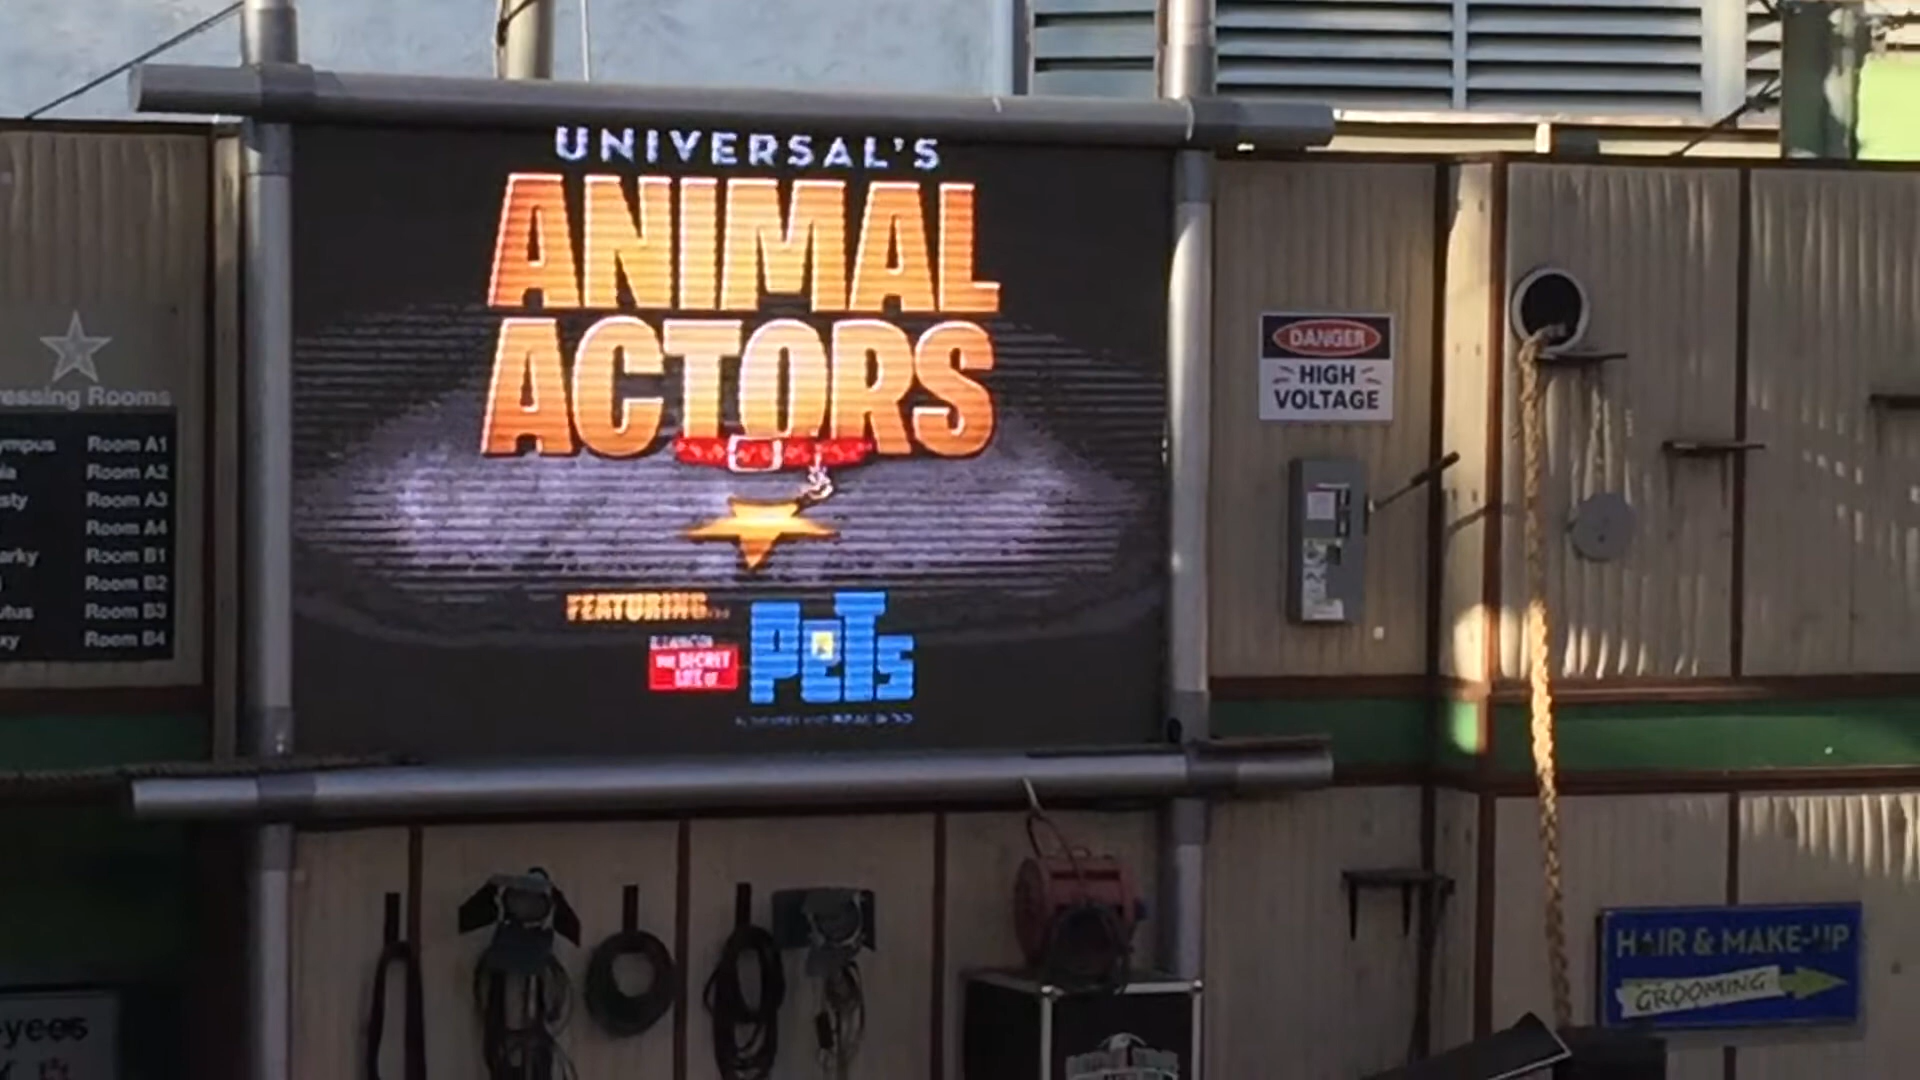 UNIVERSAL'S
ANIMAL
ACTORS
FEATURING
THE SECRET
LIFE OF
PETS
DANGER
HIGH
VOLTAGE
Rooms
Room A1
Room A2
Room A3
Room A4
Room B1
Room B2
Room B3
Room B4
HAIR & MAKE-UP
GROOMING